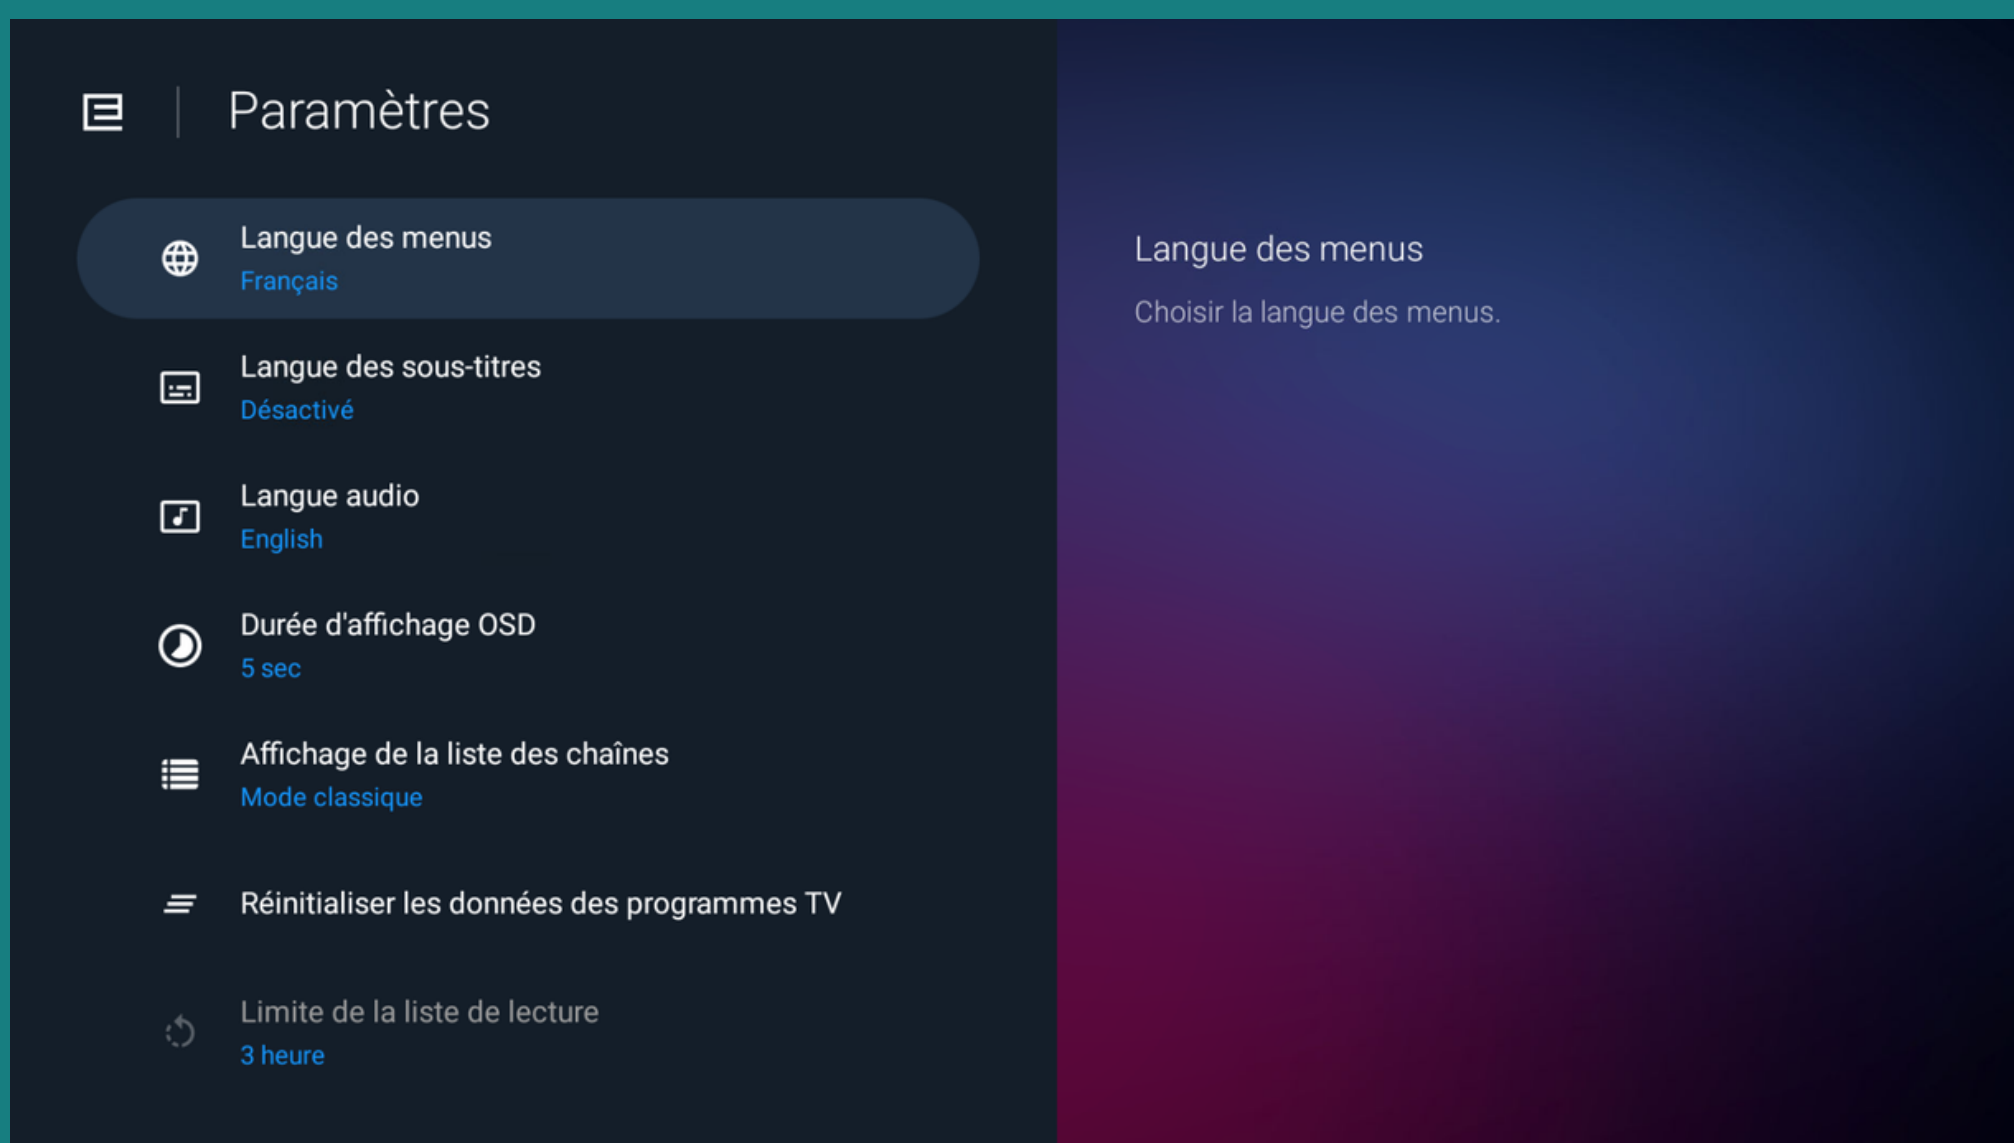 Paramètres
Langue des menus
Français
Langue des sous-titres
Désactivé
Langue audio
English
Durée d'affichage OSD
5 sec
Affichage de la liste des chaînes
Mode classique
Réinitialiser les données des programmes TV
Limite de la liste de lecture
3 heure
Langue des menus
Choisir la langue des menus.